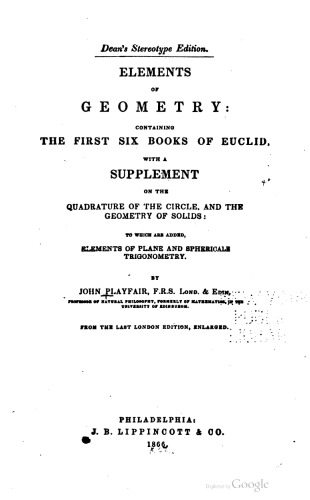 Dean's Stereotype Edition.
ELEMENTS
OF
GEOMETRY:
CONTAINING
THE FIRST SIX BOOKS OF EUCLID,
WITH A
SUPPLEMENT
ON THE
QUADRATURE OF THE CIRCLE, AND THE
GEOMETRY OF SOLIDS:
TO WHICH ARE ADDED,
ELEMENTS OF PLANE AND SPHERICAL
TRIGONOMETRY.
BY
JOHN PLAYFAIR, F.R.S. LOND. & EDIN.
PROFESSOR OF NATURAL PHILOSOPHY, FORMERLY OF MATHEMATICS, IN THE
UNIVERSITY OF EDINBURGH.
FROM THE LAST LONDON EDITION, ENLARGED.
PHILADELPHIA:
J. B. LIPPINCOTT & CO.
1860.
Digitized by Google